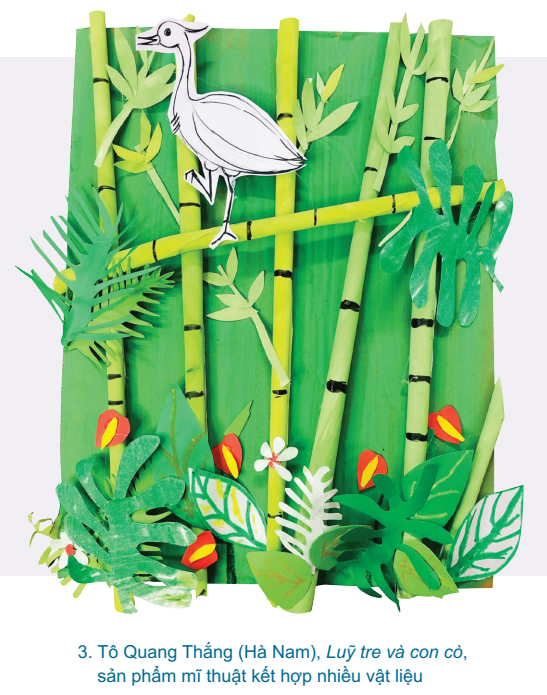 3. Tô Quang Thắng (Hà Nam), Luỹ tre và con cò,
sản phẩm mĩ thuật kết hợp nhiều vật liệu